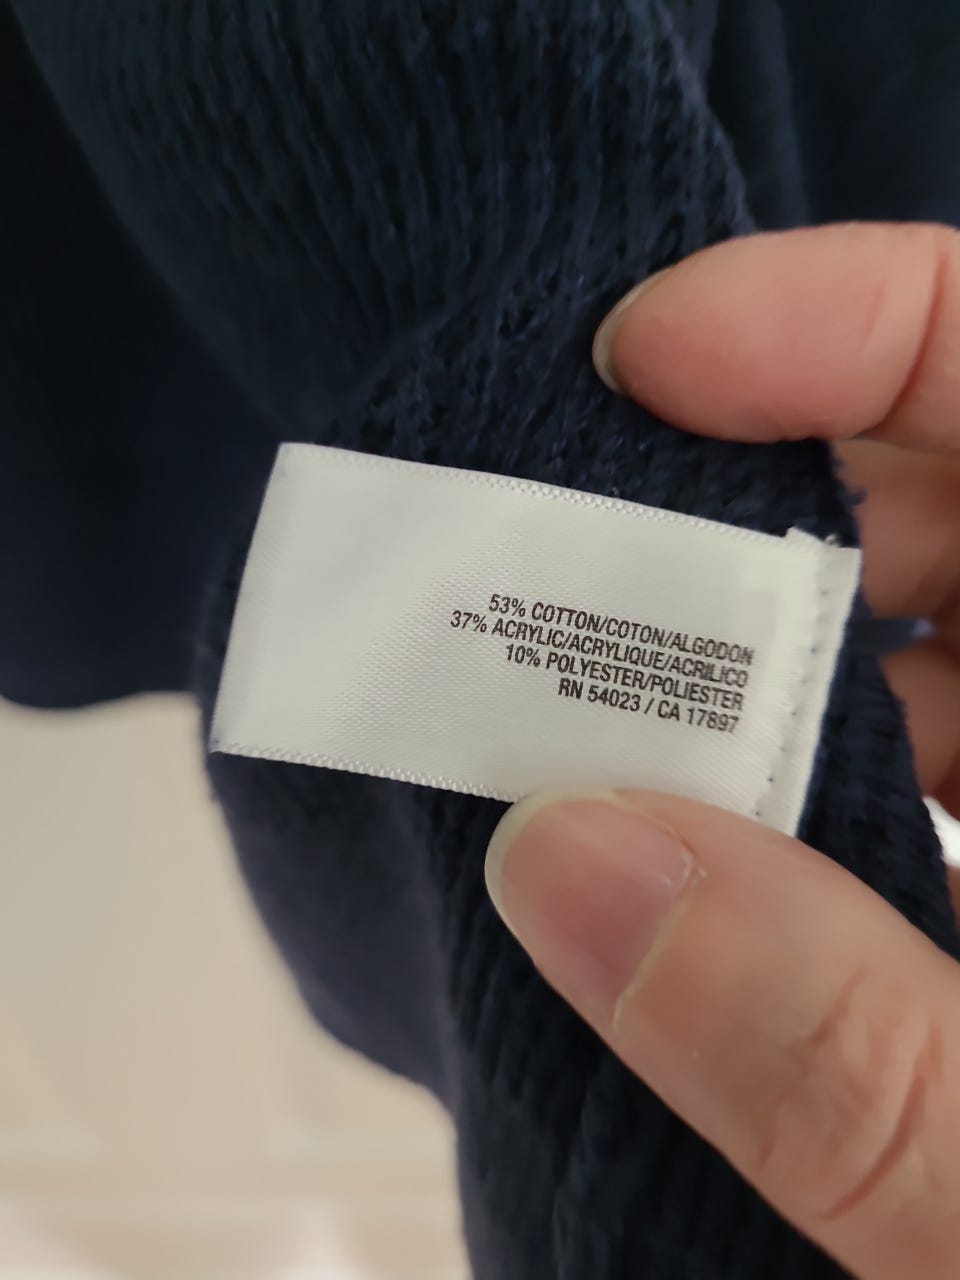 53% COTTON/COTON/ALGODON
37% ACRYLIC/ACRYLIQUE/ACRILICO
10% POLYESTER/POLIESTER
RN 54023 / CA 17897